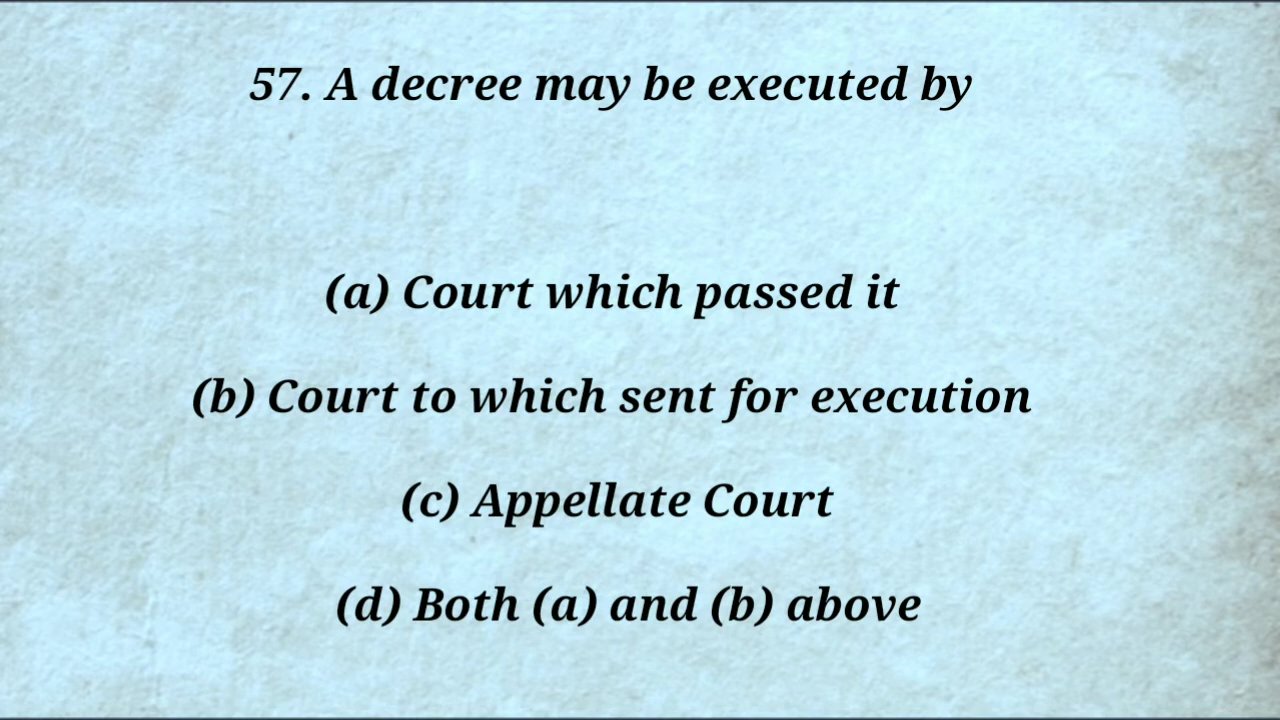 57. A decree may be executed by
(a) Court which passed it
(b) Court to which sent for execution
(c) Appellate Court
(d) Both (a) and (b) above